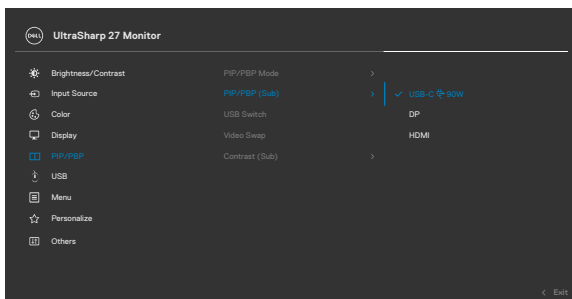 DELL UltraSharp 27 Monitor
Brightness/Contrast PIP/PBP Mode >
Input Source PIP/PBP (Sub) > ✓ USB-C 90W
Color USB Switch DP
Display Video Swap HDMI
PIP/PBP Contrast (Sub) >
USB
Menu
Personalize
Others
< Exit